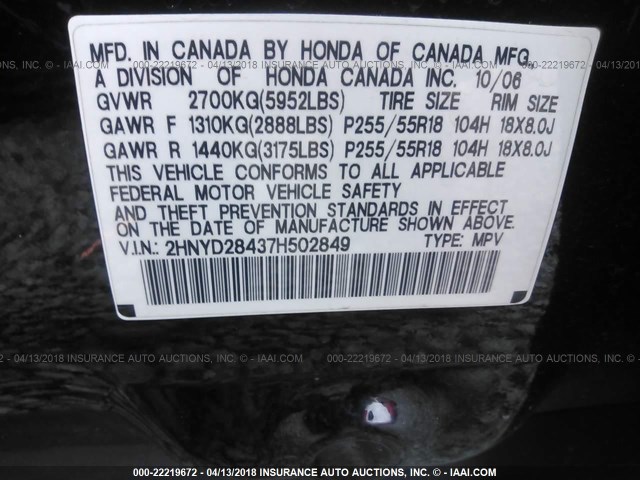 MFD. IN CANADA BY HONDA OF CANADA MFG.
A DIVISION OF HONDA CANADA INC. 10/06
GVWR 2700KG(5952LBS) TIRE SIZE RIM SIZE
GAWR F 1310KG(2888LBS) P255/55R18 104H 18X8.0J
GAWR R 1440KG(3175LBS) P255/55R18 104H 18X8.0J
THIS VEHICLE CONFORMS TO ALL APPLICABLE
FEDERAL MOTOR VEHICLE SAFETY
AND THEFT PREVENTION STANDARDS IN EFFECT
ON THE DATE OF MANUFACTURE SHOWN ABOVE.
V.I.N.: 2HNYD28437H502849 TYPE: MPV
000-22219672 - 04/13/2018 INSURANCE AUTO AUCTIONS, INC. © - IAAI.COM